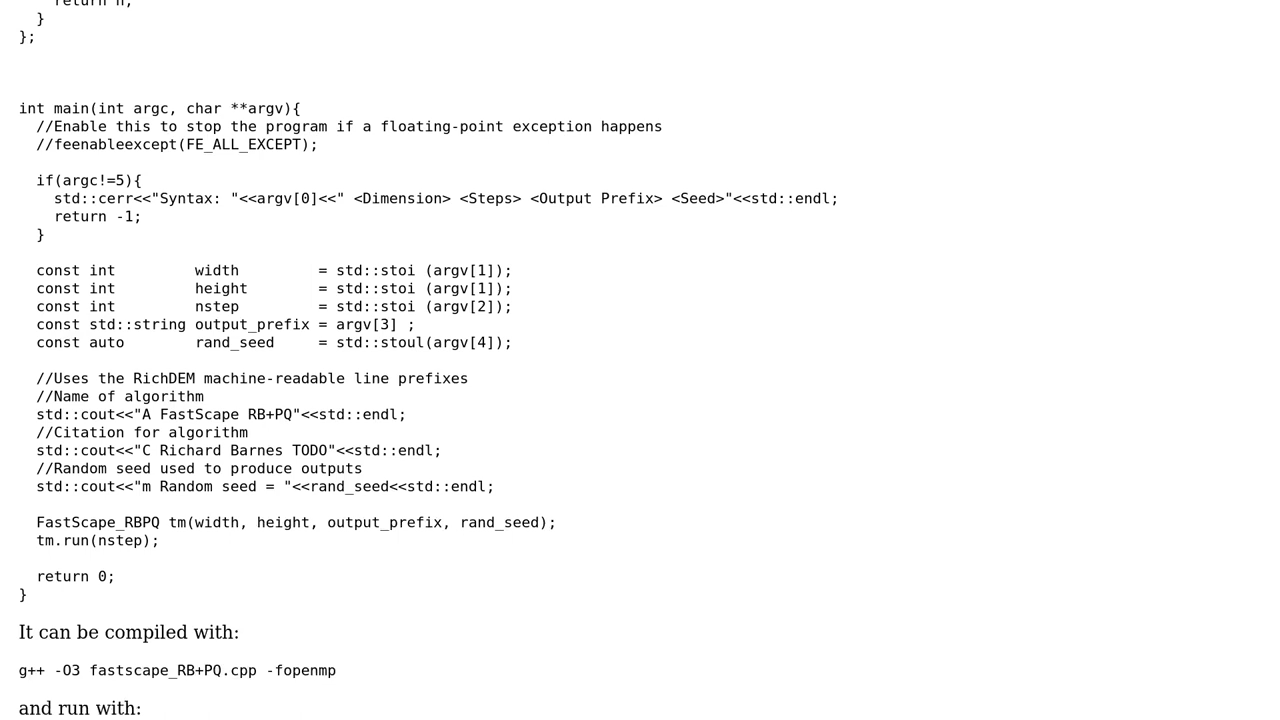 return n;
  }
};
int main(int argc, char **argv){
  //Enable this to stop the program if a floating-point exception happens
  //feenableexcept(FE_ALL_EXCEPT);
  if(argc!=5){
    std::cerr<<"Syntax: "<<argv[0]<<" <Dimension> <Steps> <Output Prefix> <Seed>"<<std::endl;
    return -1;
  }
  const int         width         = std::stoi (argv[1]);
  const int         height        = std::stoi (argv[1]);
  const int         nstep         = std::stoi (argv[2]);
  const std::string output_prefix = argv[3] ;
  const auto        rand_seed     = std::stoul(argv[4]);
  //Uses the RichDEM machine-readable line prefixes
  //Name of algorithm
  std::cout<<"A FastScape RB+PQ"<<std::endl;
  //Citation for algorithm
  std::cout<<"C Richard Barnes TODO"<<std::endl;
  //Random seed used to produce outputs
  std::cout<<"m Random seed = "<<rand_seed<<std::endl;
  FastScape_RBPQ tm(width, height, output_prefix, rand_seed);
  tm.run(nstep);
  return 0;
}
It can be compiled with:
g++ -O3 fastscape_RB+PQ.cpp -fopenmp
and run with: